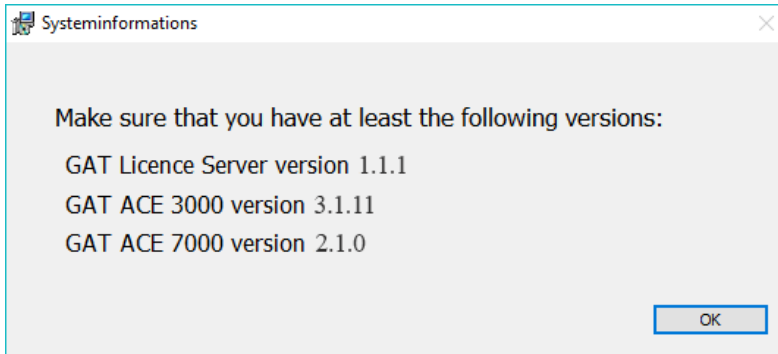 Systeminformations
Make sure that you have at least the following versions:
GAT Licence Server version 1.1.1
GAT ACE 3000 version 3.1.11
GAT ACE 7000 version 2.1.0
OK